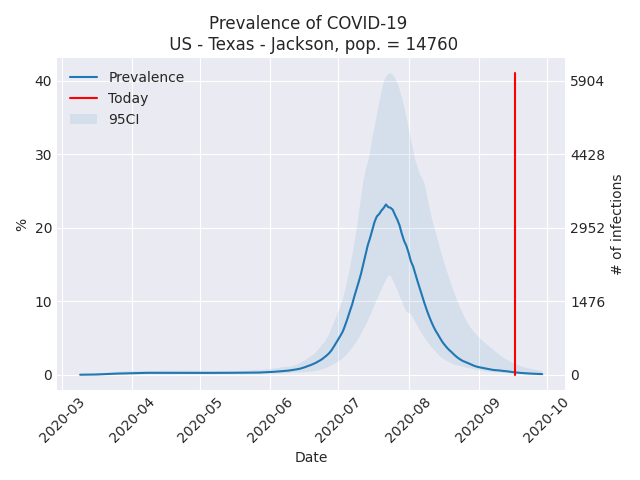 Prevalence of COVID-19
US - Texas - Jackson, pop. = 14760
Prevalence
Today
95CI
40
30
20
10
0
%
5904
4428
2952
1476
0
# of infections
2020-03
2020-04
2020-05
2020-06
2020-07
2020-08
2020-09
2020-10
Date